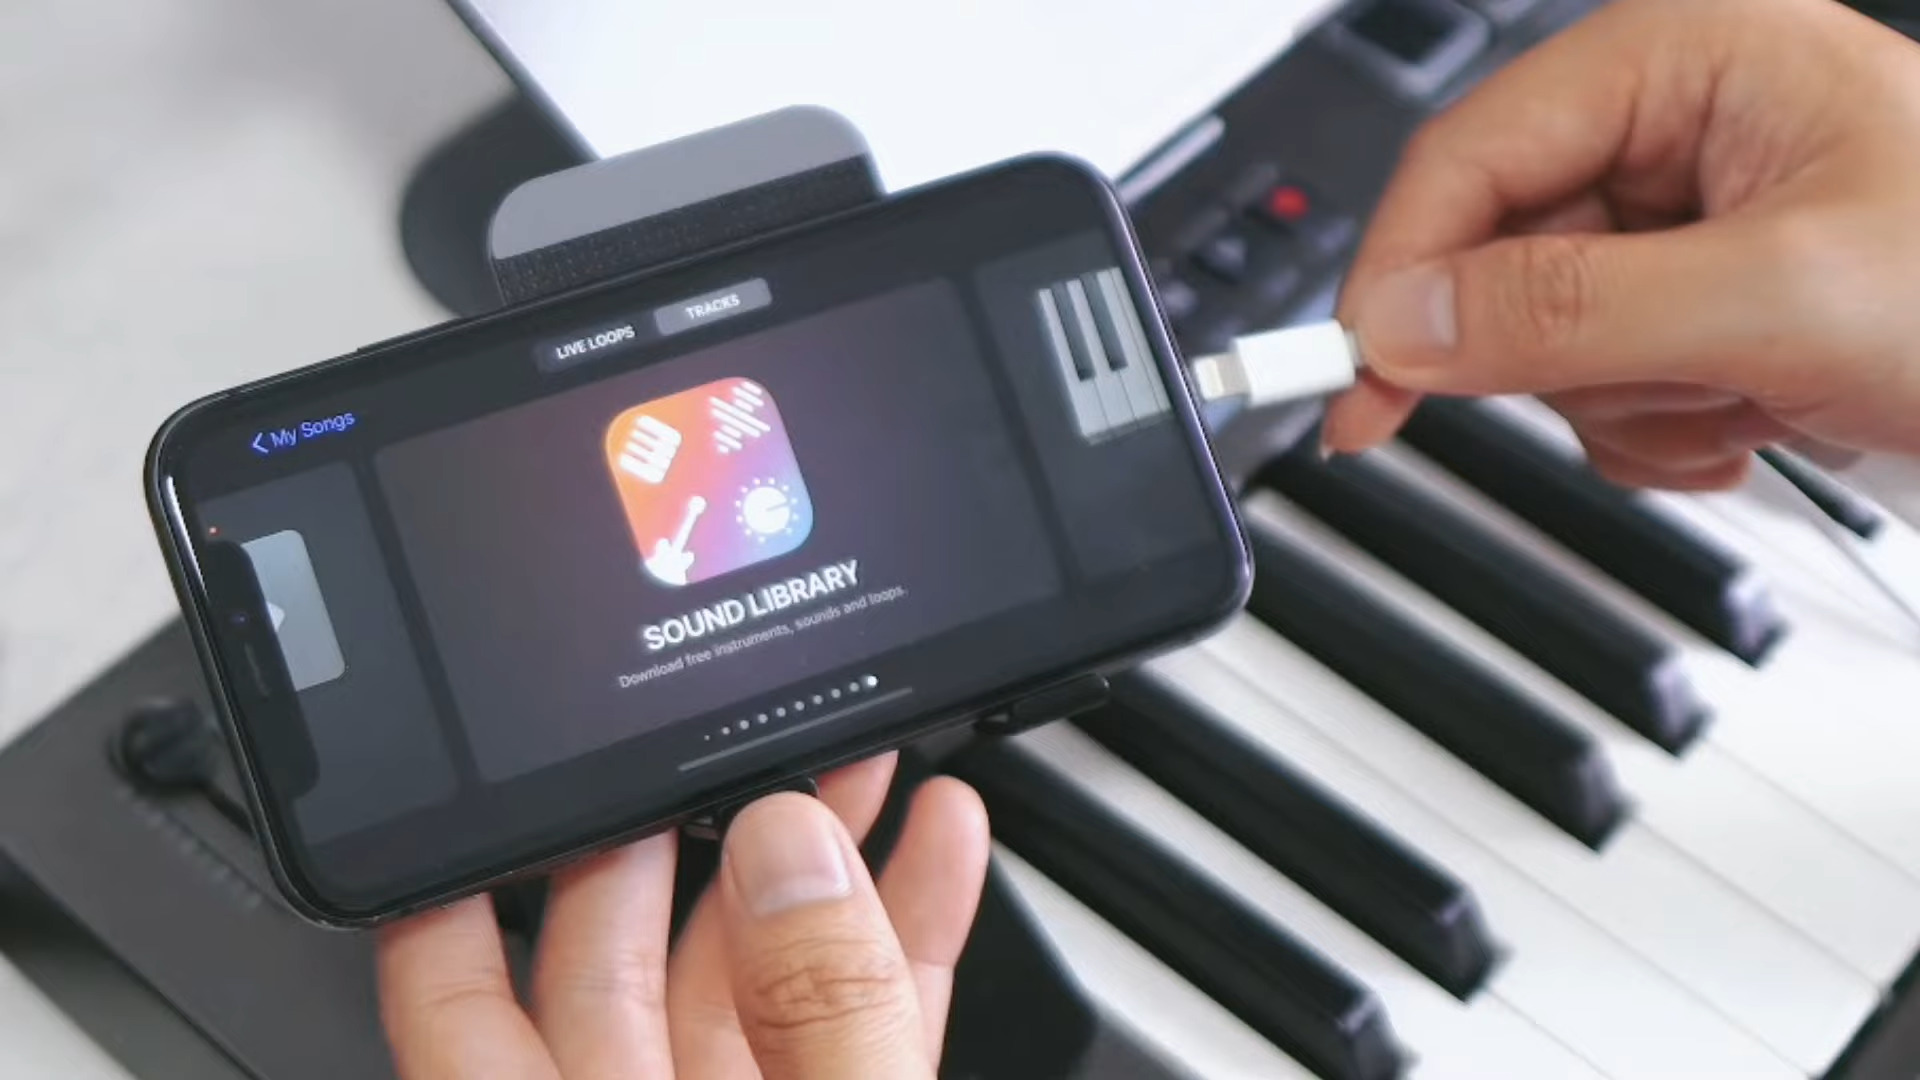 LIVE LOOPS
TRACKS
My Songs
SOUND LIBRARY
Download free instruments, sounds and loops.